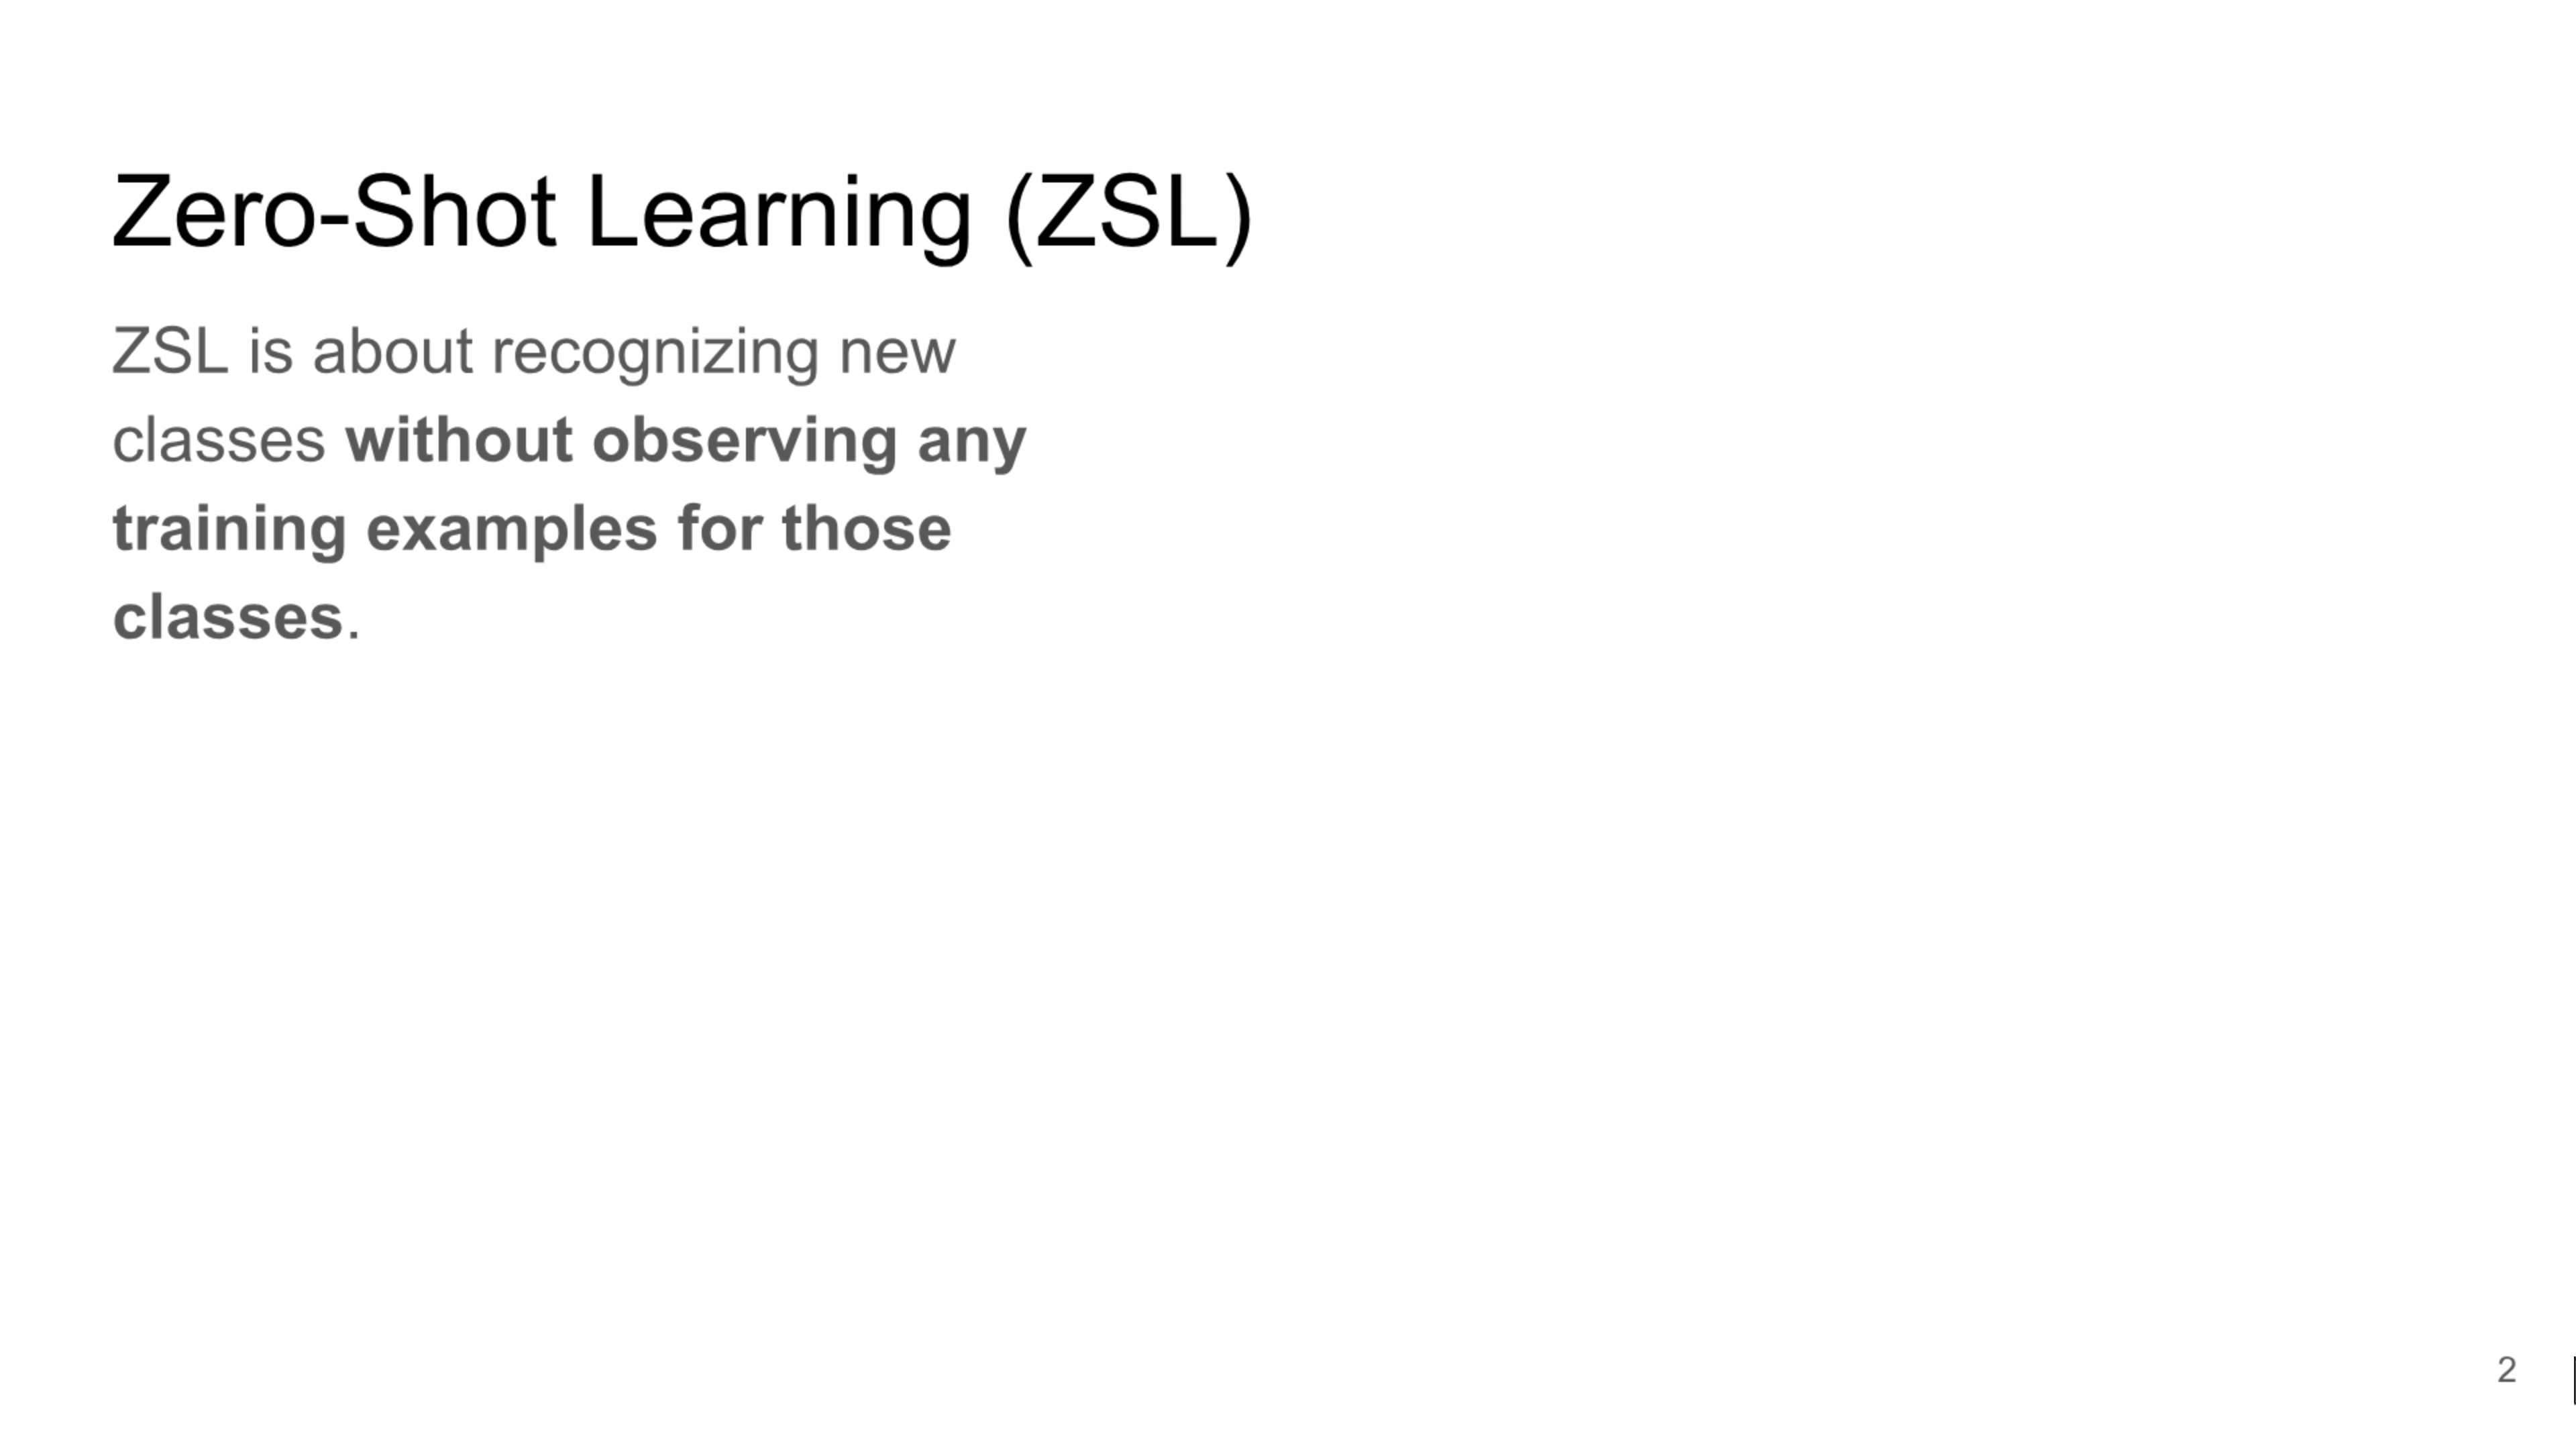 Zero-Shot Learning (ZSL)
ZSL is about recognizing new
classes without observing any
training examples for those
classes.
2